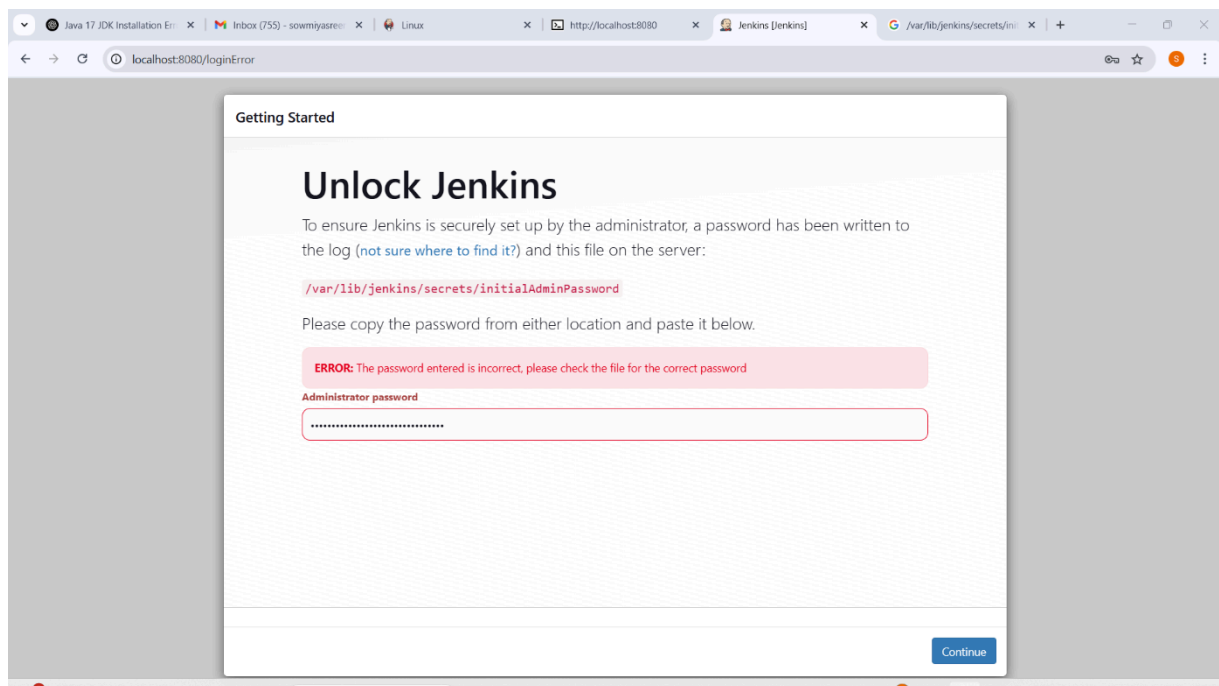 Java 17 JDK Installation Err
Inbox (755) - sowmiyasree
Linux
http://localhost:8080
Jenkins [Jenkins]
/var/lib/jenkins/secrets/init
localhost:8080/loginError
S
Getting Started
Unlock Jenkins
To ensure Jenkins is securely set up by the administrator, a password has been written to
the log (not sure where to find it?) and this file on the server:
/var/lib/jenkins/secrets/initialAdminPassword
Please copy the password from either location and paste it below.
ERROR: The password entered is incorrect, please check the file for the correct password
Administrator password
Continue